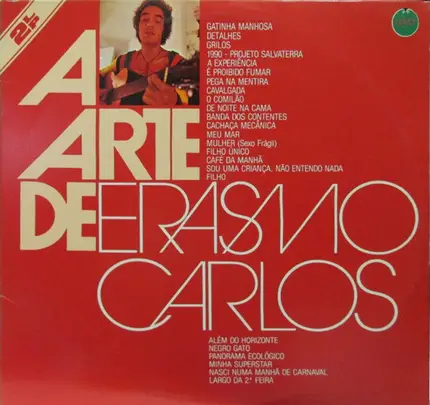 2 LPs
GATINHA MANHOSA
DETALHES
GRILOS
1990 - PROJETO SALVATERRA
A EXPERIÊNCIA
É PROIBIDO FUMAR
PEGA NA MENTIRA
CAVALGADA
O COMILÃO
DE NOITE NA CAMA
BANDA DOS CONTENTES
CACHAÇA MECÂNICA
MEU MAR
MULHER (Sexo Frágil)
FILHO ÚNICO
CAFÉ DA MANHÃ
SOU UMA CRIANÇA, NÃO ENTENDO NADA
FILHO
A
ARTE
DE ERASMO
CARLOS
ALÉM DO HORIZONTE
NEGRO GATO
PANORAMA ECOLÓGICO
MINHA SUPERSTAR
NASCI NUMA MANHÃ DE CARNAVAL
LARGO DA 2.ª FEIRA